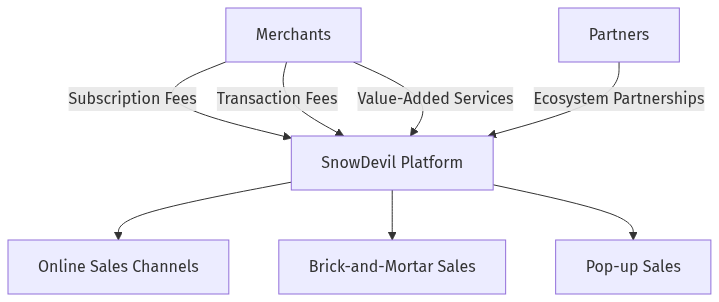 Merchants
Partners
Subscription Fees
Transaction Fees
Value-Added Services
Ecosystem Partnerships
SnowDevil Platform
Online Sales Channels
Brick-and-Mortar Sales
Pop-up Sales